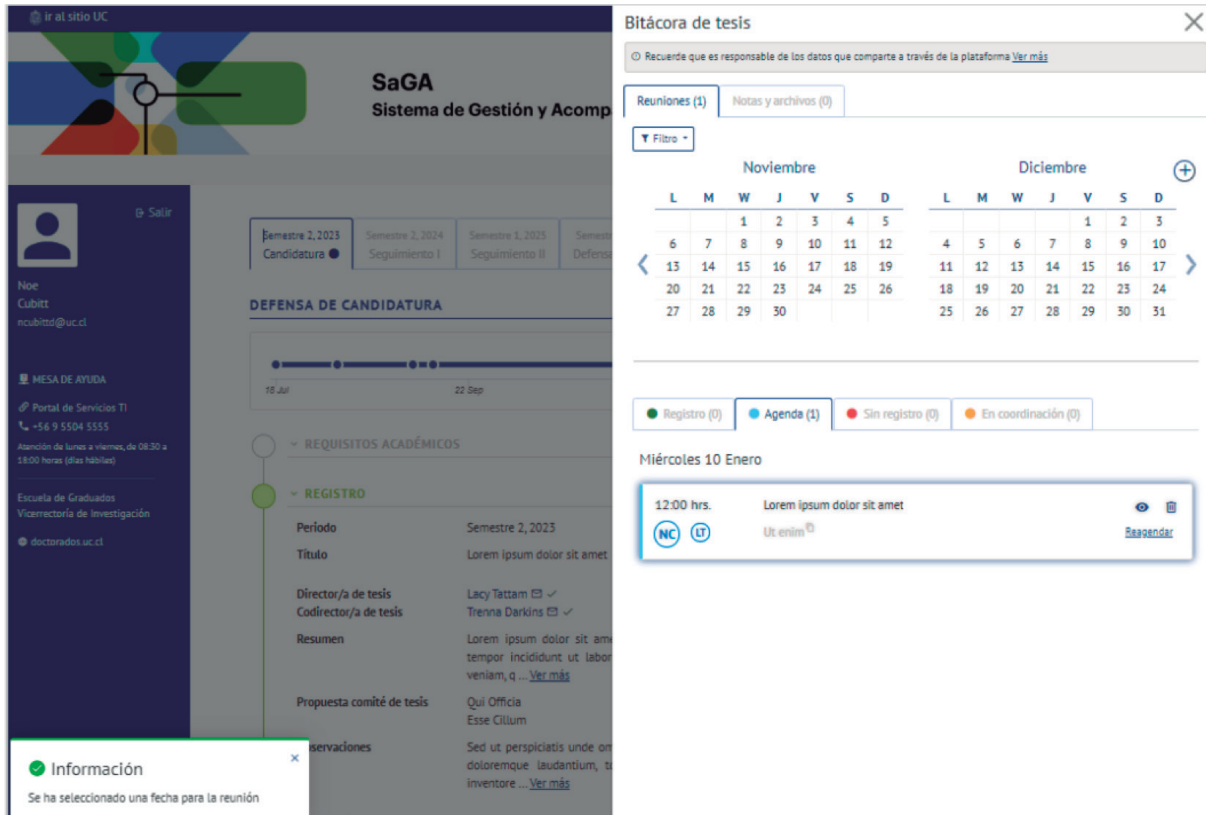 ir al sitio UC
SaGA
Sistema de Gestión y Acomp
Salir
Noe
Cubitt
ncubittd@uc.cl
MESA DE AYUDA
Portal de Servicios TI
+56 9 5504 5555
Atención de lunes a viernes, de 08:30 a
18:00 horas (días hábiles)
Escuela de Graduados
Vicerrectoría de Investigación
doctorados.uc.cl
Semestre 2, 2023 Semestre 2, 2024 Semestre 1, 2025 Semestr
Candidatura Seguimiento I Seguimiento II Defensa
DEFENSA DE CANDIDATURA
18 Jul 22 Sep
REQUISITOS ACADÉMICOS
REGISTRO
Período Semestre 2, 2023
Título Lorem ipsum dolor sit amet
Director/a de tesis Lacy Tattam
Codirector/a de tesis Trenna Darkins
Resumen Lorem ipsum dolor sit ame
tempor incididunt ut labor
veniam, q ... Ver más
Propuesta comité de tesis Qui Officia
Esse Cillum
servaciones Sed ut perspiciatis unde om
doloremque laudantium, to
inventore ... Ver más
Información ×
Se ha seleccionado una fecha para la reunión
Bitácora de tesis
Recuerde que es responsable de los datos que comparte a través de la plataforma Ver más
Reuniones (1) Notas y archivos (0)
Filtro
Noviembre Diciembre
L M W J V S D L M W J V S D
1 2 3 4 5 1 2 3
6 7 8 9 10 11 12 4 5 6 7 8 9 10
13 14 15 16 17 18 19 11 12 13 14 15 16 17
20 21 22 23 24 25 26 18 19 20 21 22 23 24
27 28 29 30 25 26 27 28 29 30 31
Registro (0) Agenda (1) Sin registro (0) En coordinación (0)
Miércoles 10 Enero
12:00 hrs. Lorem ipsum dolor sit amet
NC LT Ut enim Reagendar